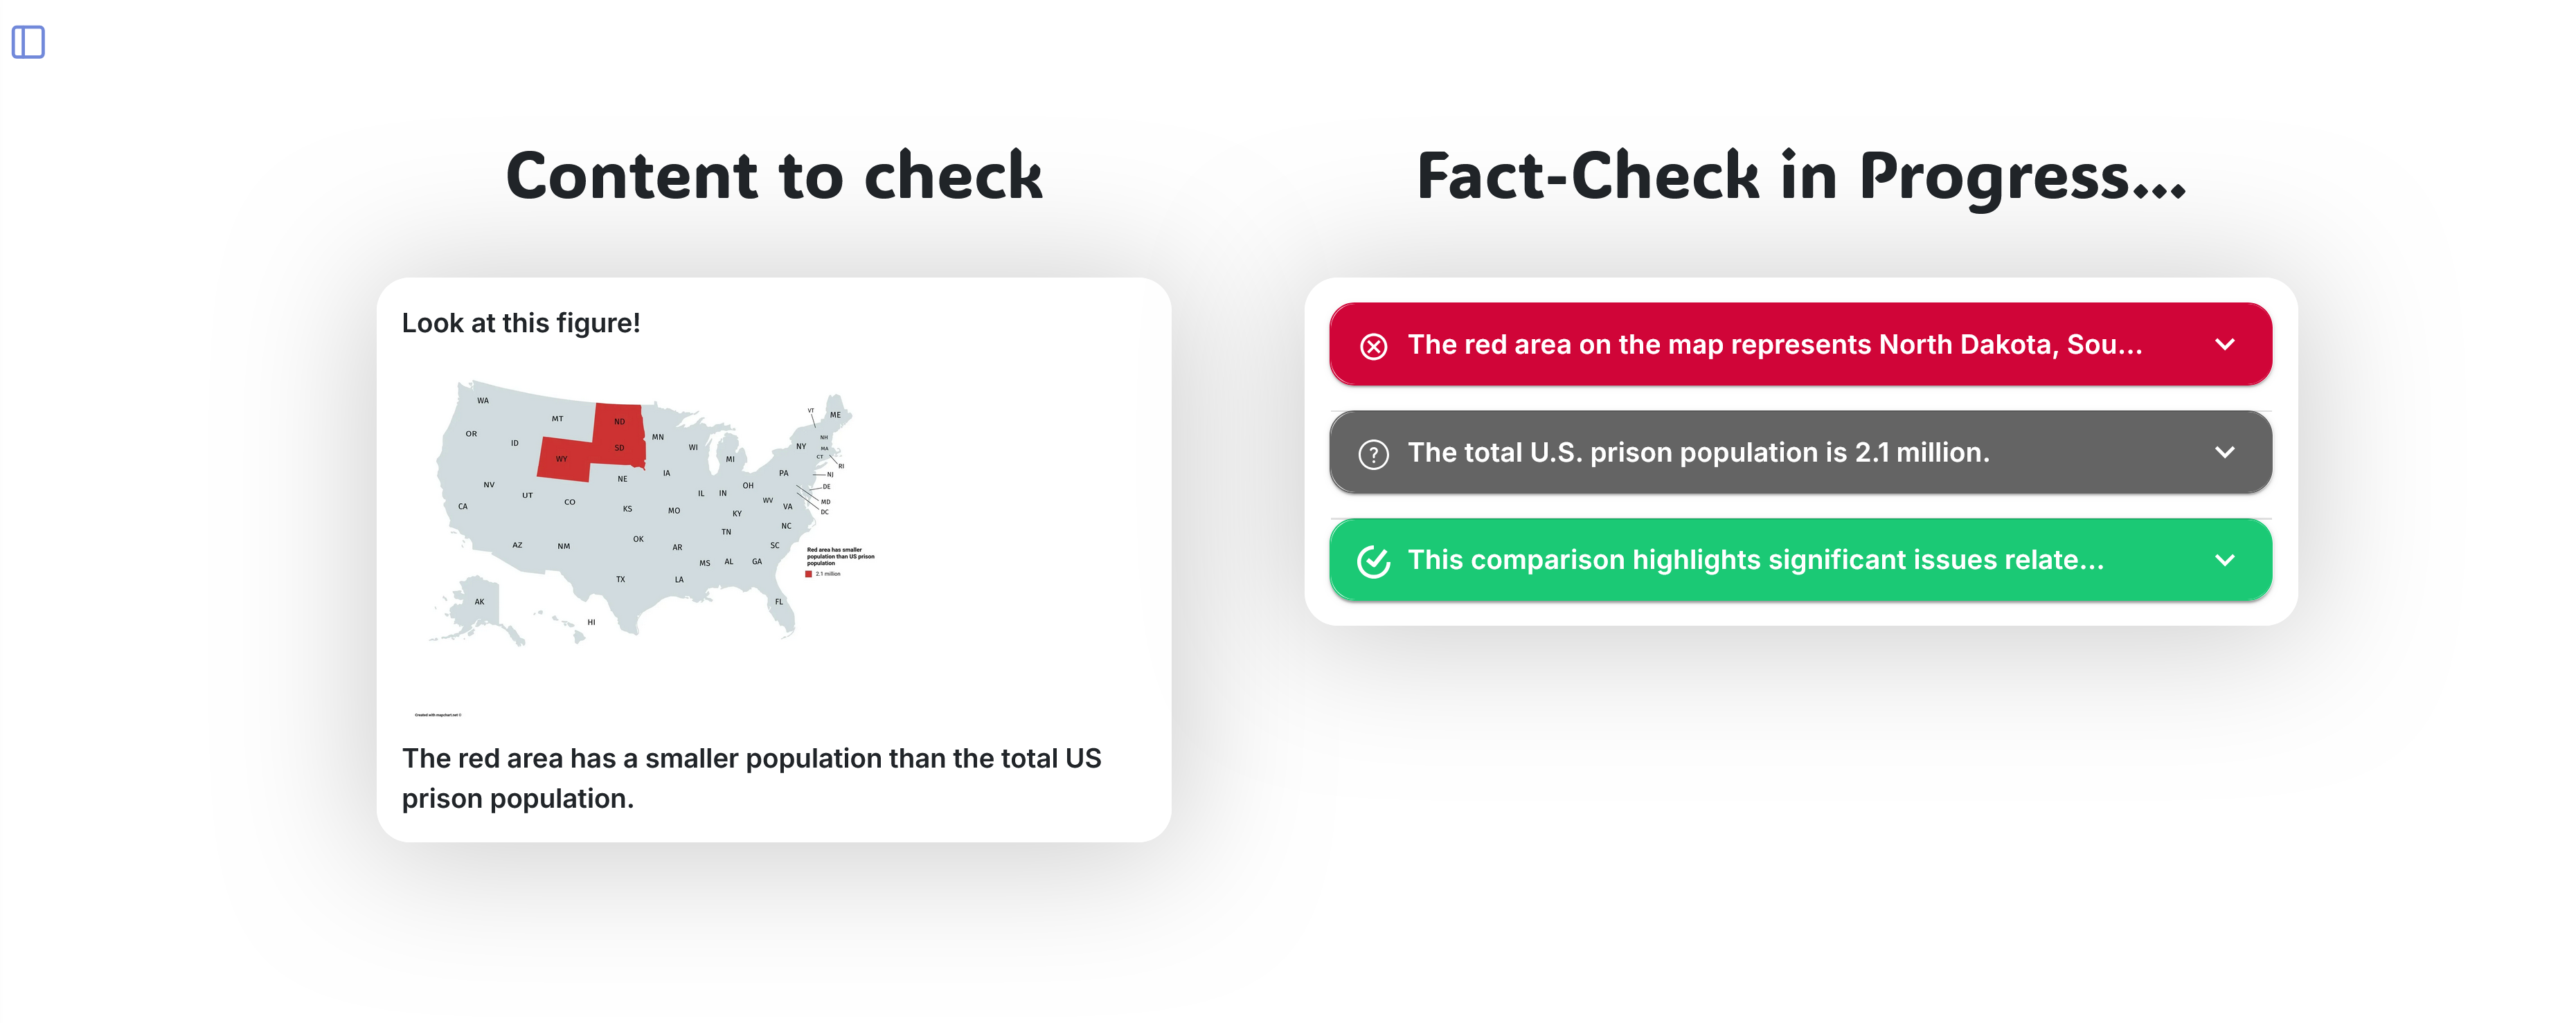 Content to check
Fact-Check in Progress...
Look at this figure!
WA
MT
ND
MN
VT
ME
OR
ID
SD
WI
NY
NH
MA
CT
RI
WY
MI
PA
NJ
IA
NE
NV
UT
CO
IL
IN
OH
DE
WV
MD
CA
KS
MO
KY
VA
DC
NC
TN
OK
AZ
NM
AR
SC
MS
AL
GA
TX
LA
AK
FL
HI
Red area has smaller
population than US prison
population
2.1 million
Created with mapchart.net ©
The red area has a smaller population than the total US
prison population.
The red area on the map represents North Dakota, Sou...
The total U.S. prison population is 2.1 million.
This comparison highlights significant issues relate...